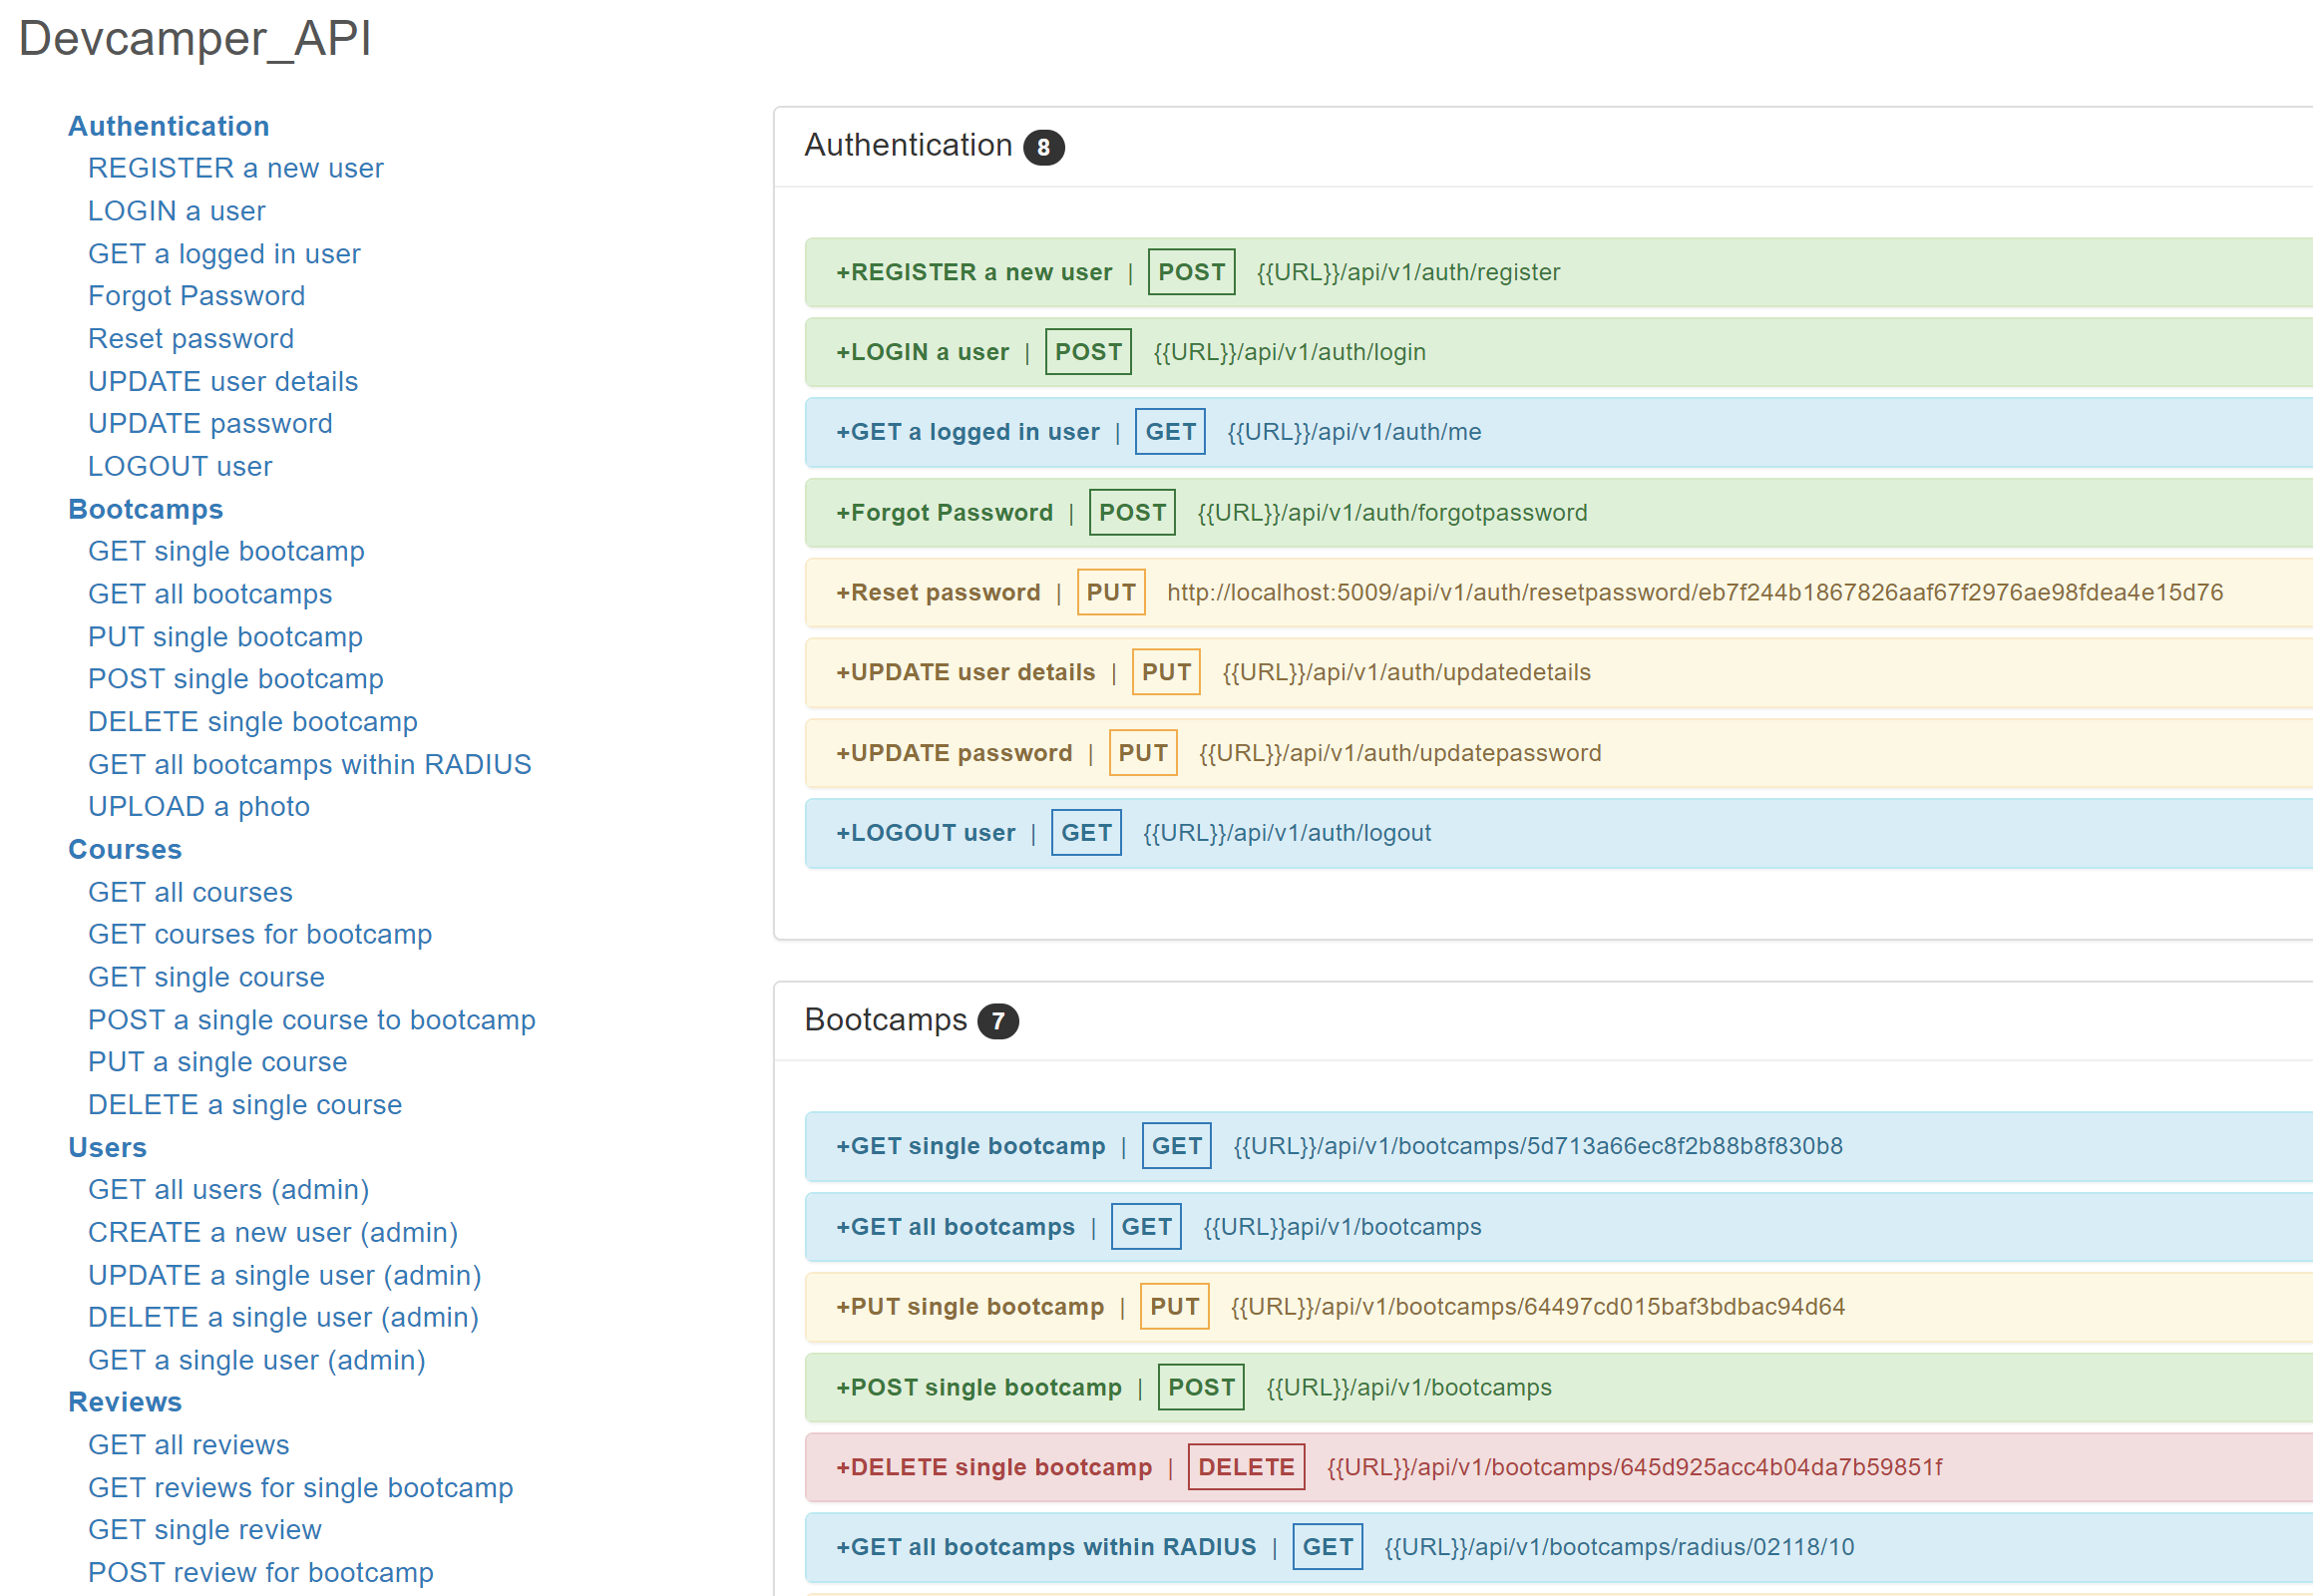 Devcamper_API
Authentication
REGISTER a new user
LOGIN a user
GET a logged in user
Forgot Password
Reset password
UPDATE user details
UPDATE password
LOGOUT user
Bootcamps
GET single bootcamp
GET all bootcamps
PUT single bootcamp
POST single bootcamp
DELETE single bootcamp
GET all bootcamps within RADIUS
UPLOAD a photo
Courses
GET all courses
GET courses for bootcamp
GET single course
POST a single course to bootcamp
PUT a single course
DELETE a single course
Users
GET all users (admin)
CREATE a new user (admin)
UPDATE a single user (admin)
DELETE a single user (admin)
GET a single user (admin)
Reviews
GET all reviews
GET reviews for single bootcamp
GET single review
POST review for bootcamp
Authentication 8
+REGISTER a new user | POST {{URL}}/api/v1/auth/register
+LOGIN a user | POST {{URL}}/api/v1/auth/login
+GET a logged in user | GET {{URL}}/api/v1/auth/me
+Forgot Password | POST {{URL}}/api/v1/auth/forgotpassword
+Reset password | PUT http://localhost:5009/api/v1/auth/resetpassword/eb7f244b1867826aaf67f2976ae98fdea4e15d76
+UPDATE user details | PUT {{URL}}/api/v1/auth/updatedetails
+UPDATE password | PUT {{URL}}/api/v1/auth/updatepassword
+LOGOUT user | GET {{URL}}/api/v1/auth/logout
Bootcamps 7
+GET single bootcamp | GET {{URL}}/api/v1/bootcamps/5d713a66ec8f2b88b8f830b8
+GET all bootcamps | GET {{URL}}api/v1/bootcamps
+PUT single bootcamp | PUT {{URL}}/api/v1/bootcamps/64497cd015baf3bdbac94d64
+POST single bootcamp | POST {{URL}}/api/v1/bootcamps
+DELETE single bootcamp | DELETE {{URL}}/api/v1/bootcamps/645d925acc4b04da7b59851f
+GET all bootcamps within RADIUS | GET {{URL}}/api/v1/bootcamps/radius/02118/10